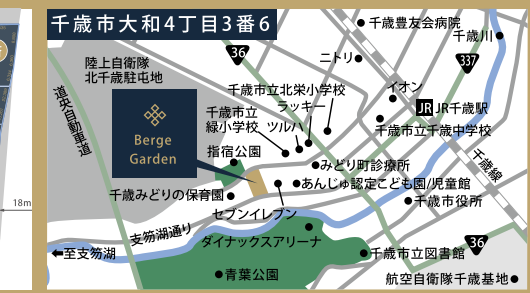 千歳市大和4丁目3番6
千歳豊友会病院
千歳川
36
ニトリ
337
陸上自衛隊
北千歳駐屯地
千歳市立北栄小学校
イオン
道央自動車道
ラッキー
JR JR千歳駅
千歳市立
緑小学校
ツルハ
千歳市立千歳中学校
Berge
Garden
指宿公園
みどり町診療所
千歳線
あんじゅ認定こども園/児童館
千歳みどりの保育園
千歳市役所
18m
セブンイレブン
支笏湖通り
ダイナックスアリーナ
36
←至支笏湖
千歳市立図書館
青葉公園
航空自衛隊千歳基地